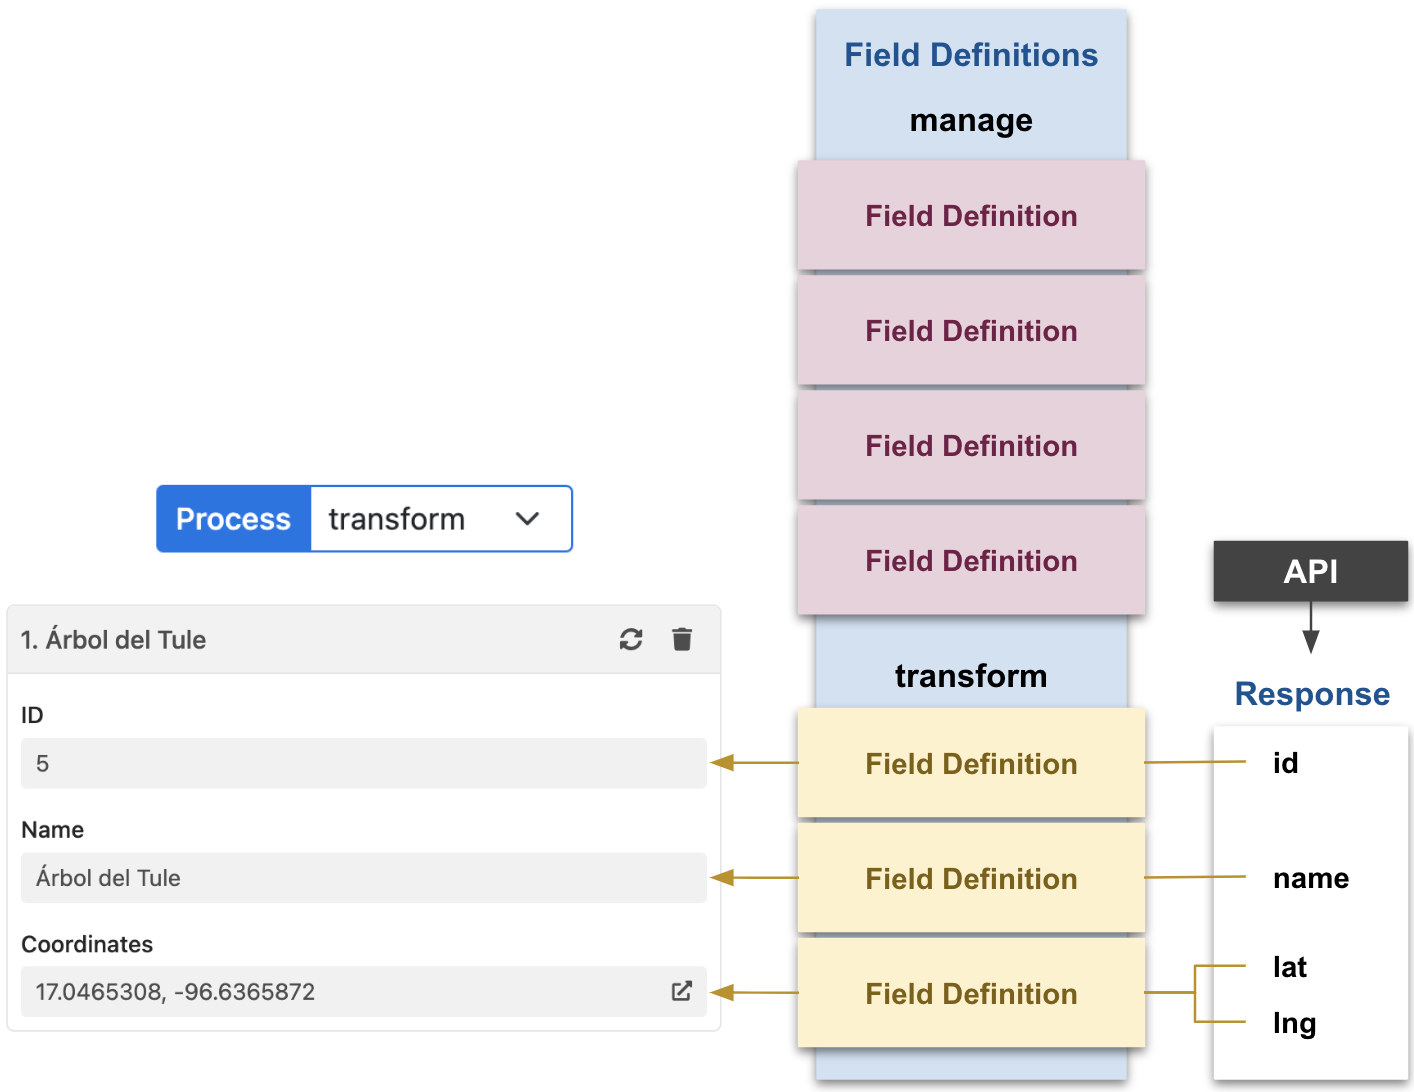 Field Definitions
manage
Field Definition
Field Definition
Field Definition
Field Definition
Process transform
API
1. Árbol del Tule
transform
Response
ID
5
Field Definition
id
Name
Árbol del Tule
Field Definition
name
Coordinates
17.0465308, -96.6365872
Field Definition
lat
lng